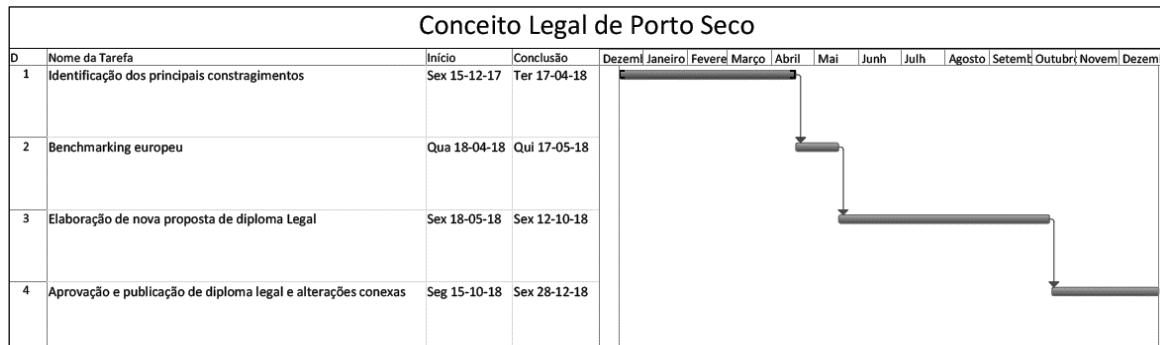 Conceito Legal de Porto Seco
D Nome da Tarefa Início Conclusão Dezeml Janeiro Fevere Março Abril Mai Junh Julh Agosto Setemb Outubr Novem Dezem
1 Identificação dos principais constragimentos Sex 15-12-17 Ter 17-04-18
2 Benchmarking europeu Qua 18-04-18 Qui 17-05-18
3 Elaboração de nova proposta de diploma Legal Sex 18-05-18 Sex 12-10-18
4 Aprovação e publicação de diploma legal e alterações conexas Seg 15-10-18 Sex 28-12-18